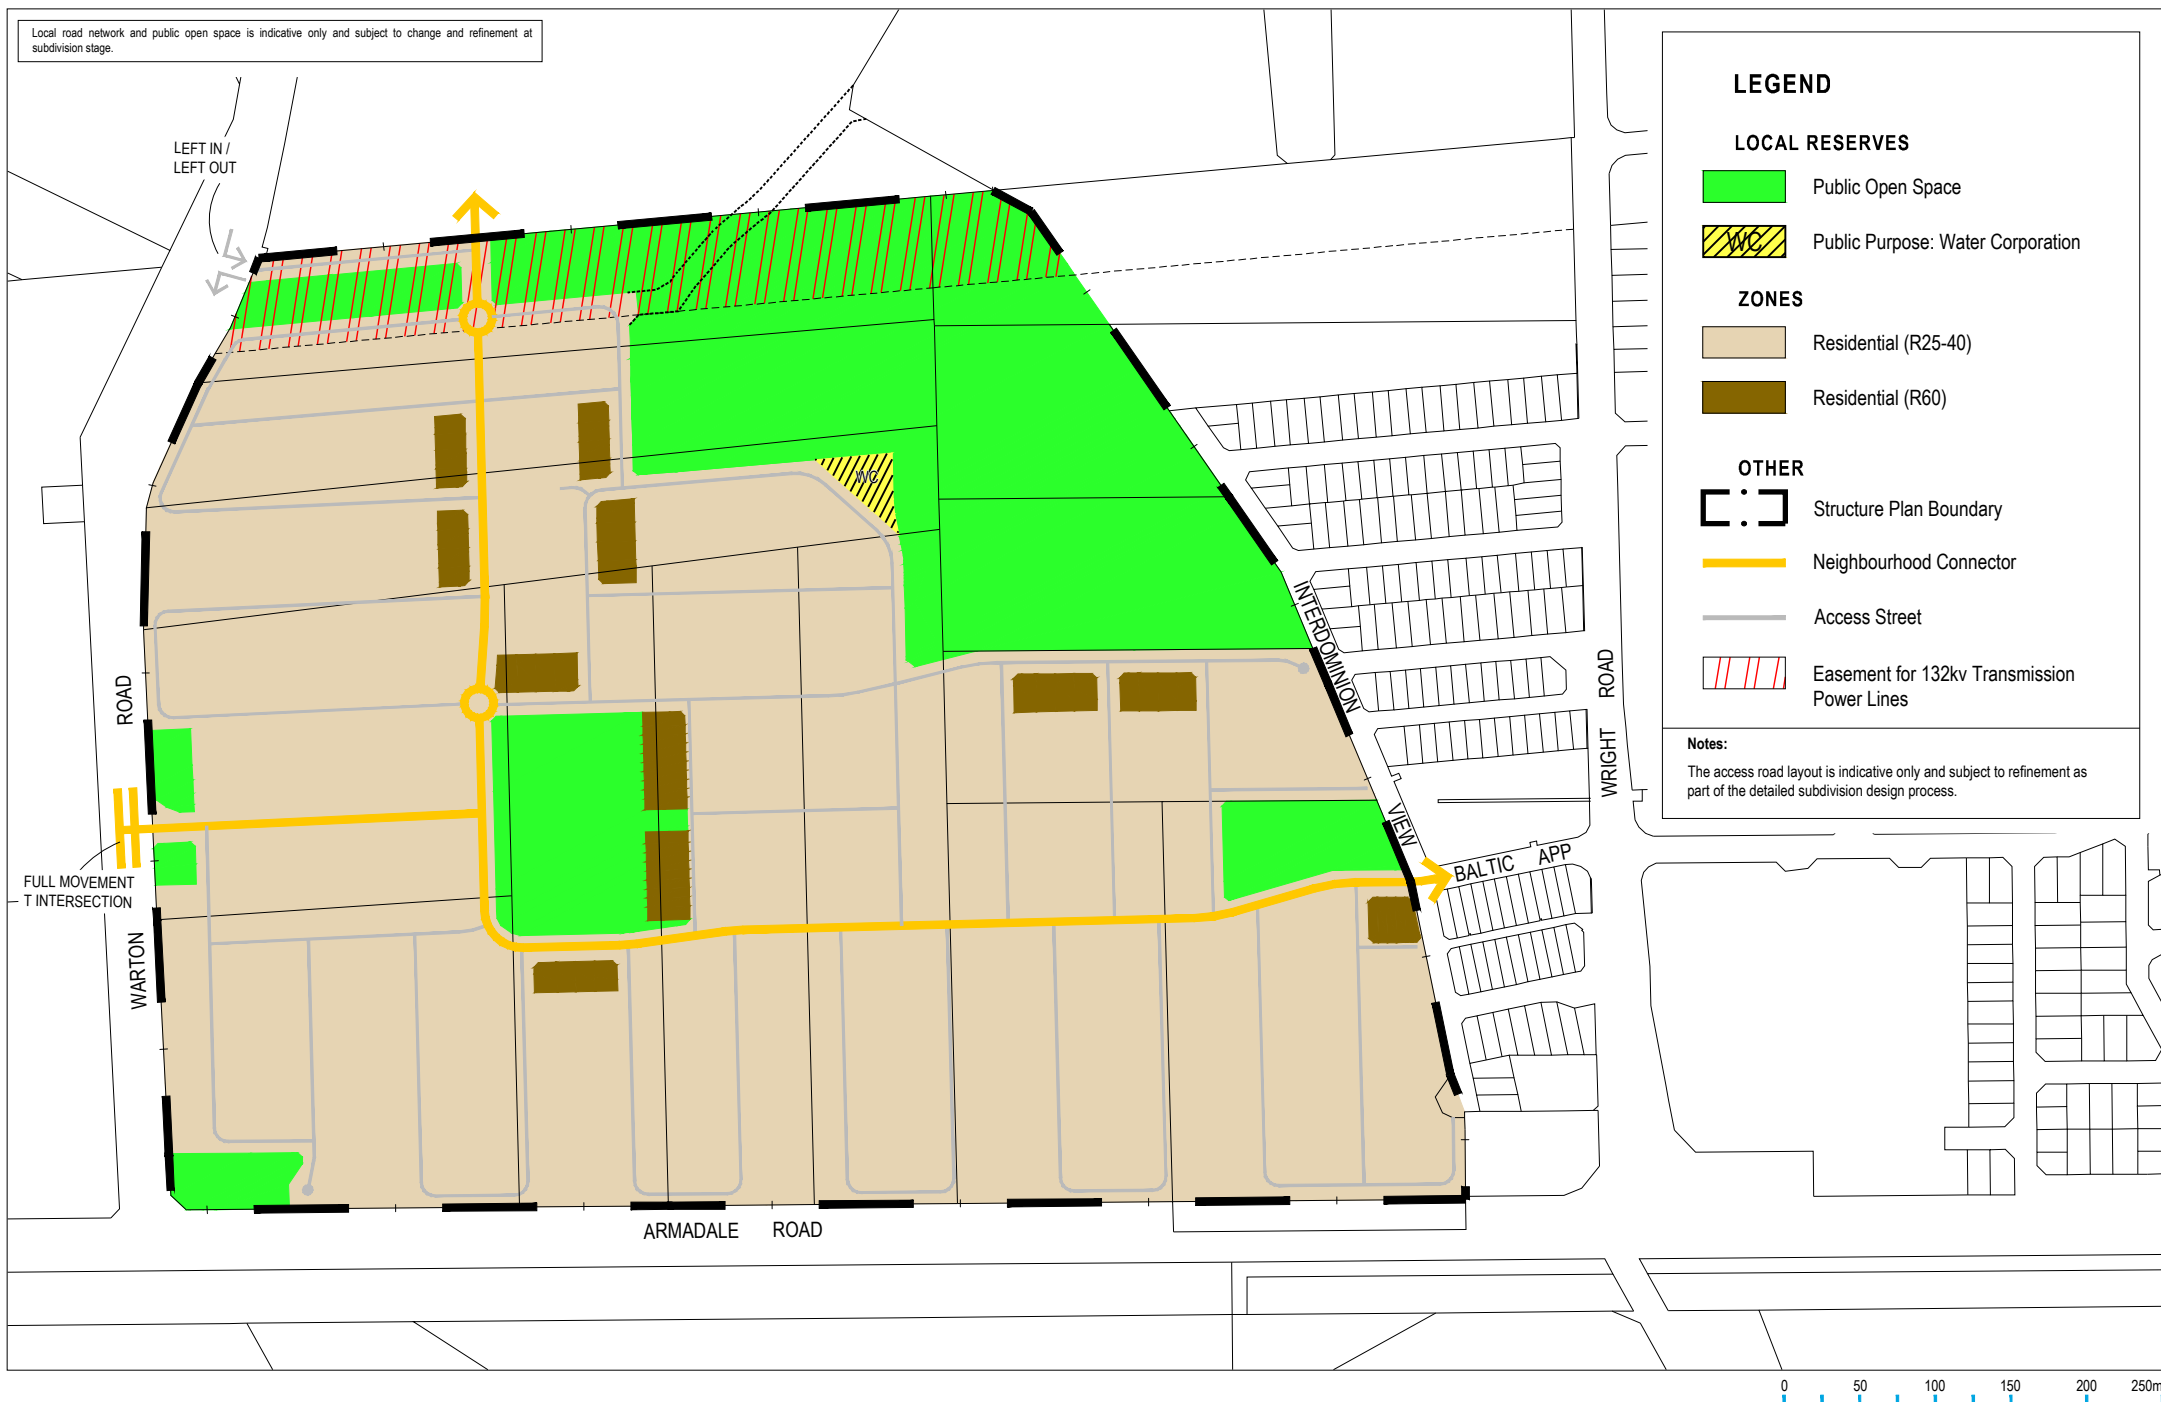 Local road network and public open space is indicative only and subject to change and refinement at
subdivision stage.
LEFT IN /
LEFT OUT
LEGEND
LOCAL RESERVES
Public Open Space
WC
Public Purpose: Water Corporation
ZONES
Residential (R25-40)
Residential (R60)
OTHER
Structure Plan Boundary
Neighbourhood Connector
Access Street
Easement for 132kv Transmission
Power Lines
Notes:
The access road layout is indicative only and subject to refinement as
part of the detailed subdivision design process.
WC
INTERDOMINION
VIEW
WRIGHT ROAD
BALTIC APP
WARTON ROAD
FULL MOVEMENT
T INTERSECTION
ARMADALE ROAD
0 50 100 150 200 250m